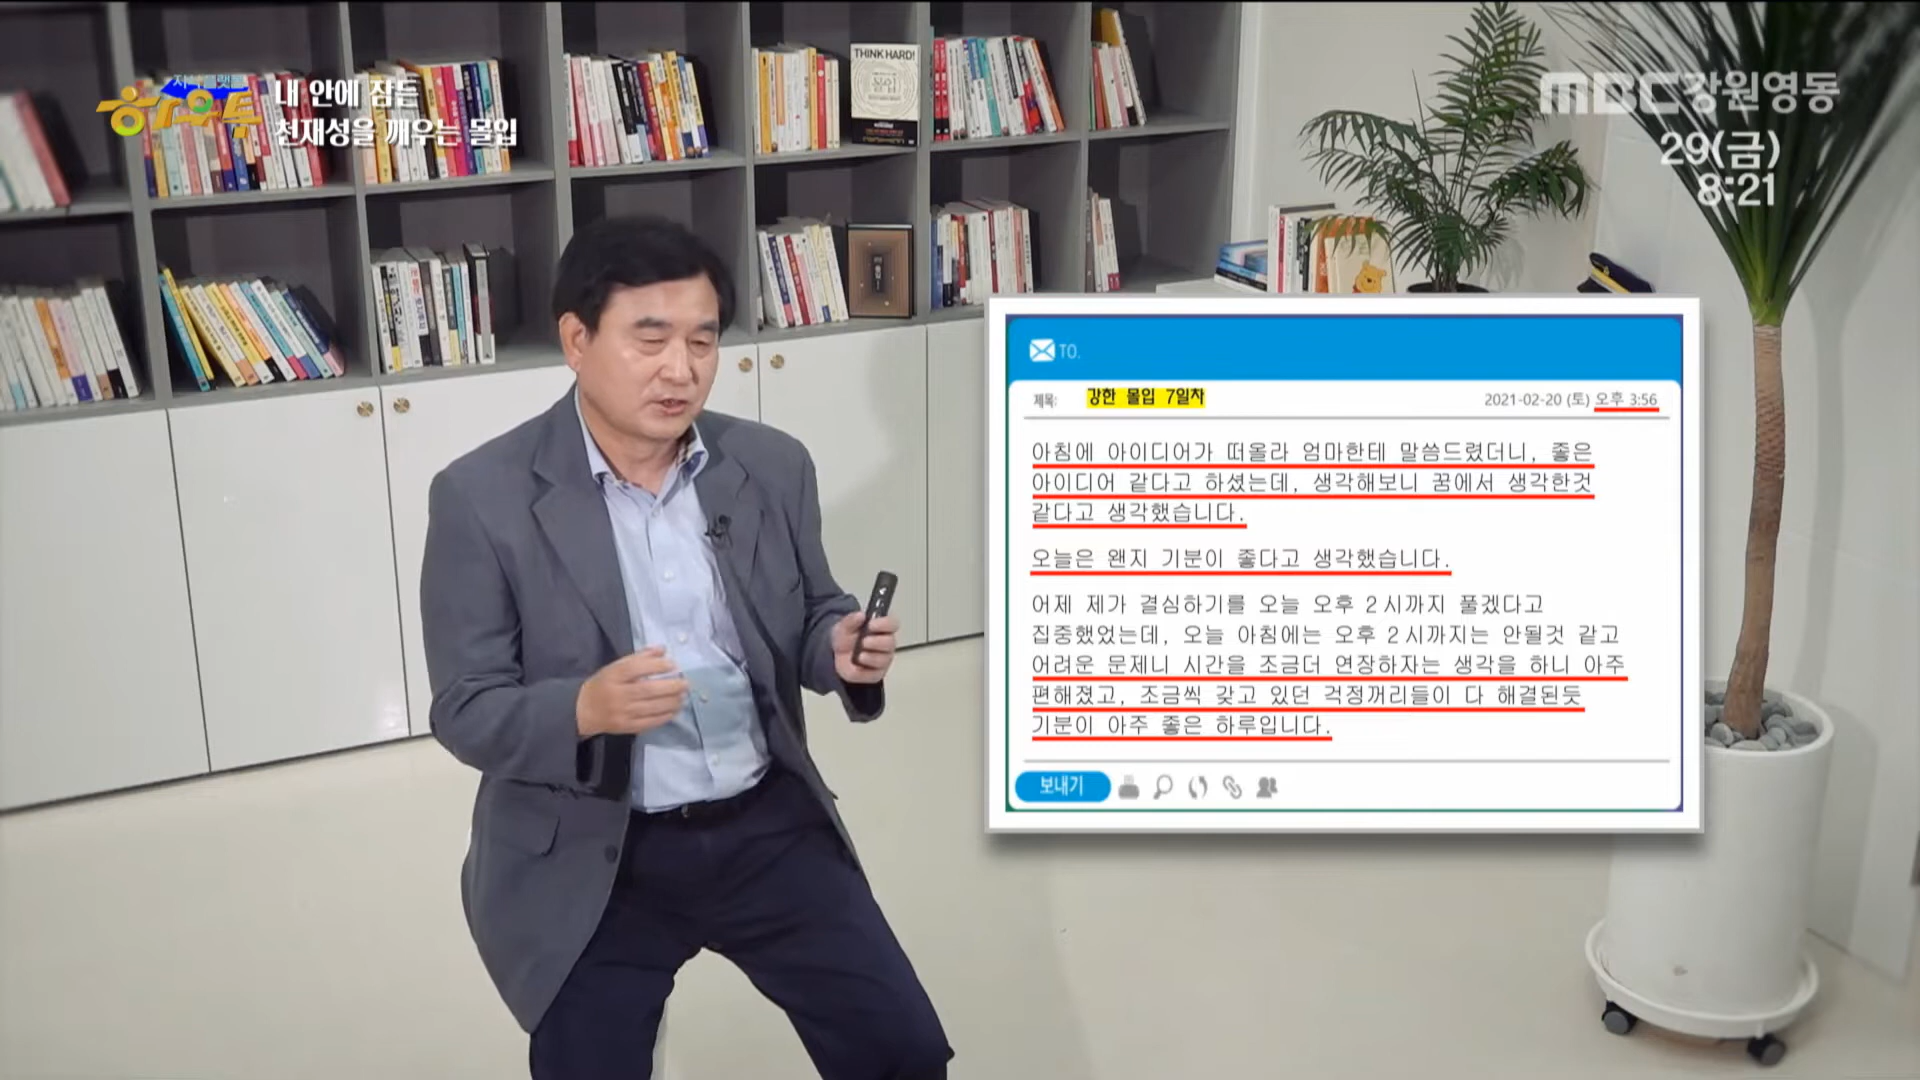 지식플랫폼
하우투
내 안에 잠든
천재성을 깨우는 몰입
THINK HARD!
몰입
MBC강원영동
29(금)
8:21
TO.
제목: 강한 몰입 7일차 2021-02-20 (토) 오후 3:56
아침에 아이디어가 떠올라 엄마한테 말씀드렸더니, 좋은
아이디어 같다고 하셨는데, 생각해보니 꿈에서 생각한것
같다고 생각했습니다.
오늘은 왠지 기분이 좋다고 생각했습니다.
어제 제가 결심하기를 오늘 오후 2시까지 풀겠다고
집중했었는데, 오늘 아침에는 오후 2시까지는 안될것 같고
어려운 문제니 시간을 조금더 연장하자는 생각을 하니 아주
편해졌고, 조금씩 갖고 있던 걱정꺼리들이 다 해결된듯
기분이 아주 좋은 하루입니다.
보내기